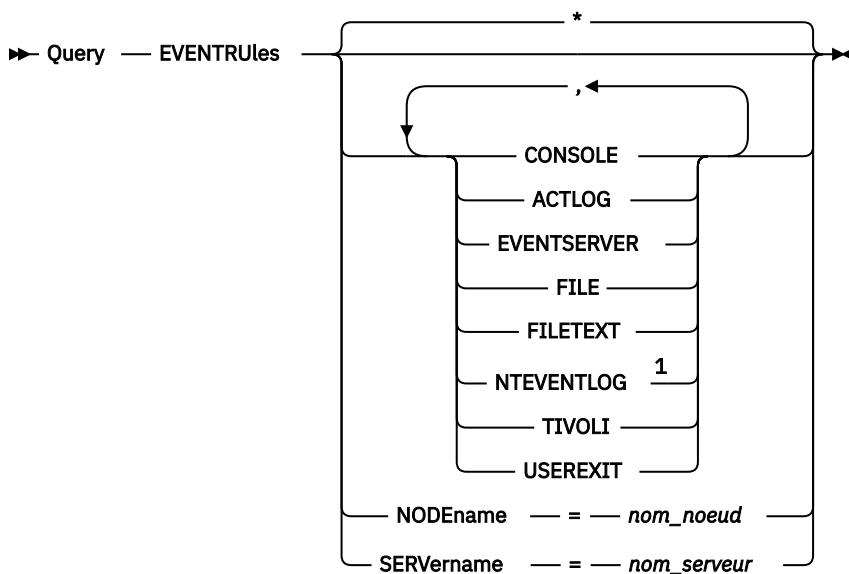 *
Query EVENTRUles
,
CONSOLE
ACTLOG
EVENTSERVER
FILE
FILETEXT
NTEVENTLOG 1
TIVOLI
USEREXIT
NODEname = nom_noeud
SERVername = nom_serveur